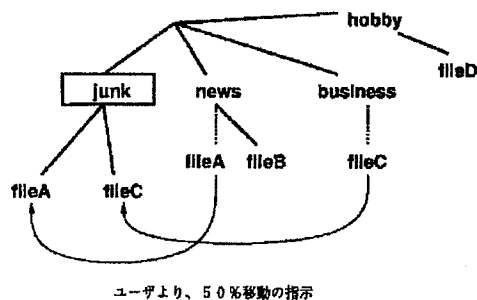 hobby
fileD
junk
news
business
fileA
fileB
fileC
fileA
fileC
ユーザより、50%移動の指示